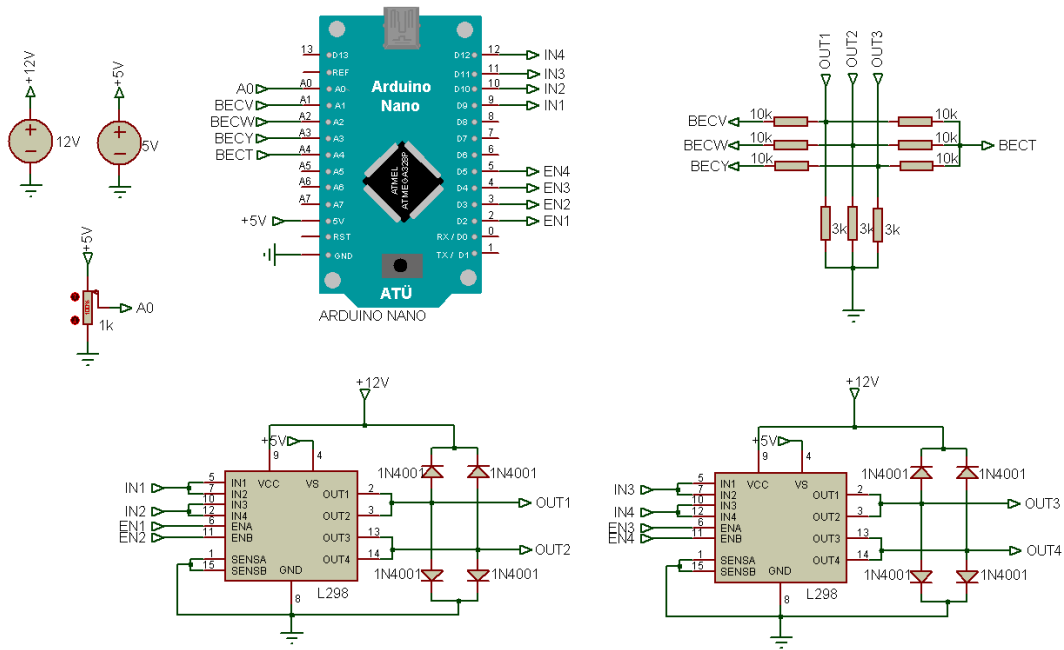 +12V
12V
+5V
5V
+5V
100%
1k
A0
13 D13 D12 12 IN4
REF D11 11 IN3
A0 A0 A0 D10 10 IN2
BECV A1 A1 D9 9 IN1
BECW A2 A2 D8 8
BECY A3 A3 D7 7
BECT A4 A4 D6 6
A5 A5 D5 5 EN4
A6 A6 D4 4 EN3
A7 A7 D3 3 EN2
+5V 5V D2 2 EN1
RST RX / D0 0
GND TX / D1 1
Arduino
Nano
ATMEL
ATMEGA328P
ATÜ
ARDUINO NANO
OUT1
OUT2
OUT3
BECV 10k 10k
BECW 10k 10k BECT
BECY 10k 10k
3k 3k 3k
+12V
+5V
9 4
VCC VS
IN1 5 IN1
7 IN2
IN2 10 IN3
12 IN4
EN1 6 ENA
EN2 11 ENB
1 SENSA
15 SENSB
GND
8
L298
OUT1 2
OUT2 3
OUT3 13
OUT4 14
1N4001 1N4001
OUT1
OUT2
1N4001 1N4001
+12V
+5V
9 4
VCC VS
IN3 5 IN1
7 IN2
IN4 10 IN3
12 IN4
EN3 6 ENA
EN4 11 ENB
1 SENSA
15 SENSB
GND
8
L298
OUT1 2
OUT2 3
OUT3 13
OUT4 14
1N4001 1N4001
OUT3
OUT4
1N4001 1N4001